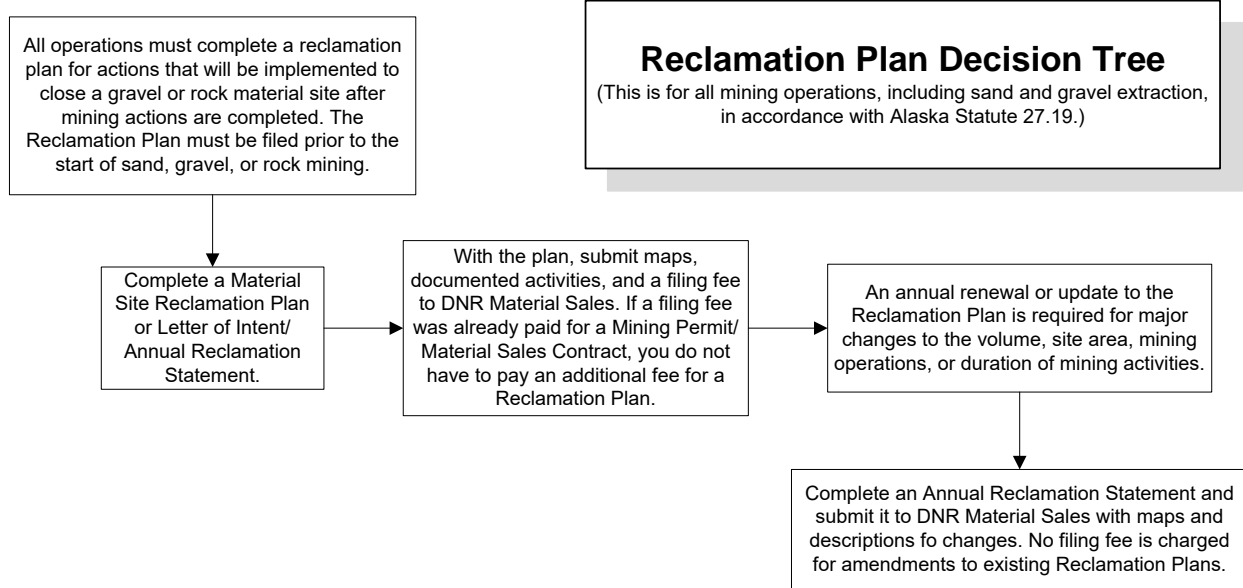 Reclamation Plan Decision Tree
(This is for all mining operations, including sand and gravel extraction,
in accordance with Alaska Statute 27.19.)
All operations must complete a reclamation
plan for actions that will be implemented to
close a gravel or rock material site after
mining actions are completed. The
Reclamation Plan must be filed prior to the
start of sand, gravel, or rock mining.
Complete a Material
Site Reclamation Plan
or Letter of Intent/
Annual Reclamation
Statement.
With the plan, submit maps,
documented activities, and a filing fee
to DNR Material Sales. If a filing fee
was already paid for a Mining Permit/
Material Sales Contract, you do not
have to pay an additional fee for a
Reclamation Plan.
An annual renewal or update to the
Reclamation Plan is required for major
changes to the volume, site area, mining
operations, or duration of mining activities.
Complete an Annual Reclamation Statement and
submit it to DNR Material Sales with maps and
descriptions fo changes. No filing fee is charged
for amendments to existing Reclamation Plans.